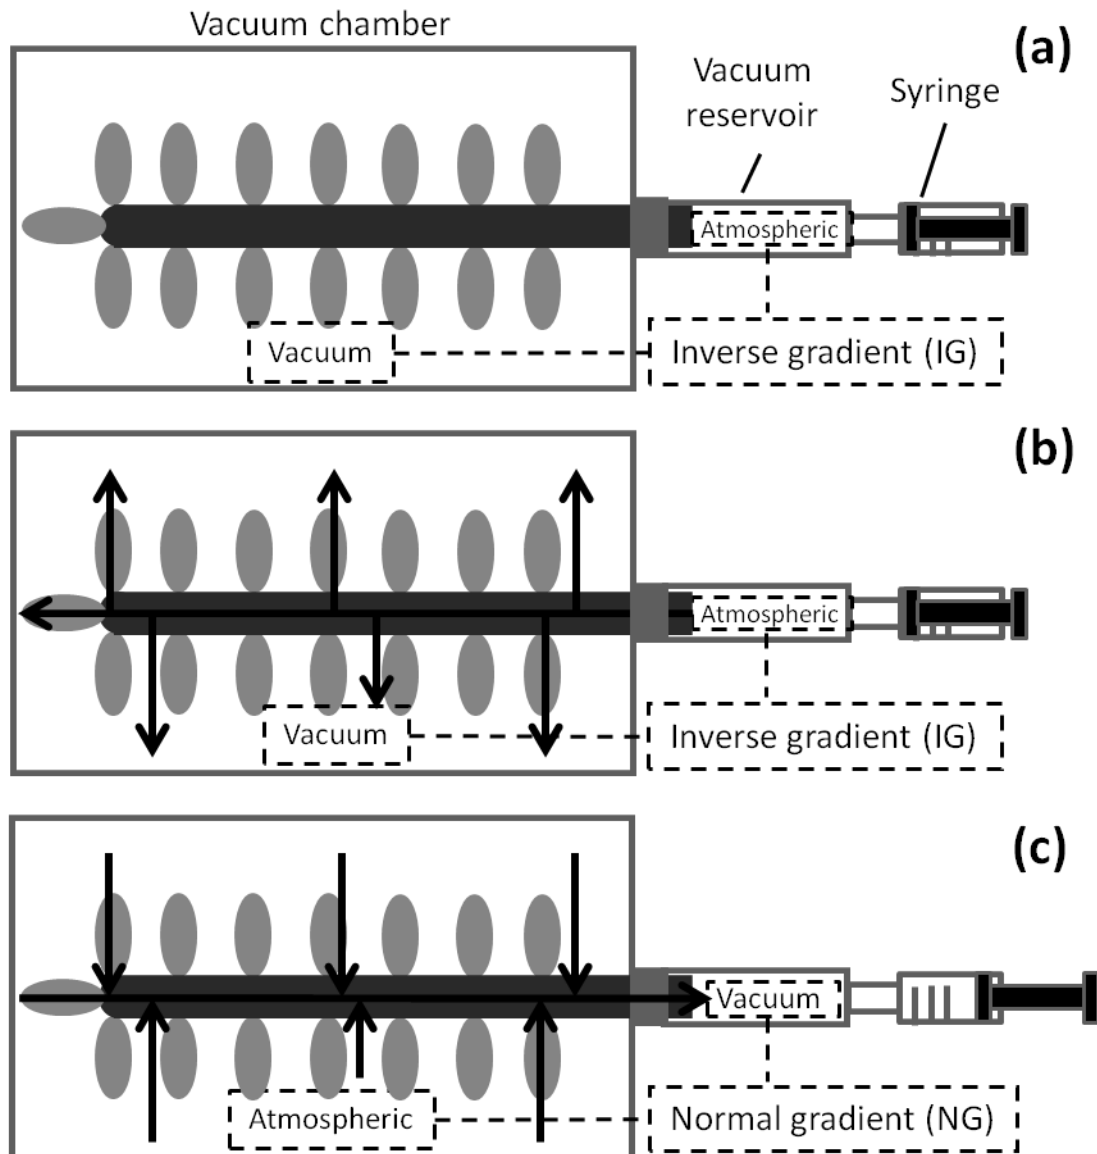 Vacuum chamber
(a)
Vacuum
reservoir
Syringe
Atmospheric
Vacuum
Inverse gradient (IG)
(b)
Atmospheric
Vacuum
Inverse gradient (IG)
(c)
Vacuum
Atmospheric
Normal gradient (NG)